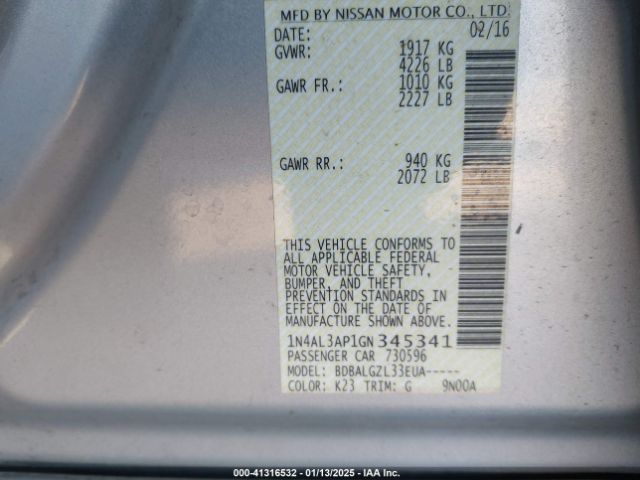 MFD BY NISSAN MOTOR CO., LTD.
DATE: 02/16
GVWR: 1917 KG
4226 LB
GAWR FR.: 1010 KG
2227 LB
GAWR RR.: 940 KG
2072 LB
THIS VEHICLE CONFORMS TO
ALL APPLICABLE FEDERAL
MOTOR VEHICLE SAFETY,
BUMPER, AND THEFT
PREVENTION STANDARDS IN
EFFECT ON THE DATE OF
MANUFACTURE SHOWN ABOVE.
1N4AL3AP1GN345341
PASSENGER CAR 730596
MODEL: BDBALGZL33EUA-----
COLOR: K23 TRIM: G 9N00A
000-41316532 - 01/13/2025 - IAAI.COM